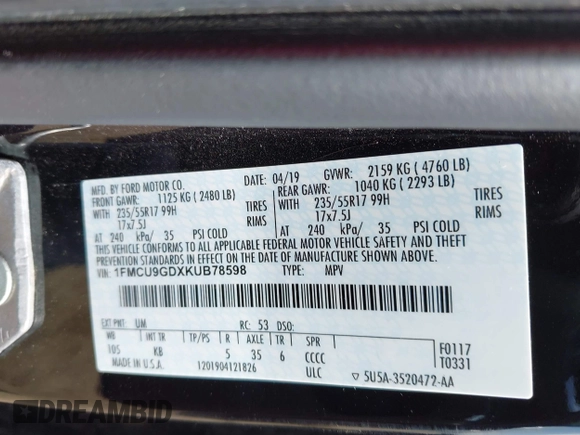 MFD. BY FORD MOTOR CO.
DATE: 04/19 GVWR: 2159 KG ( 4760 LB)
FRONT GAWR: 1125 KG ( 2480 LB) REAR GAWR: 1040 KG ( 2293 LB)
WITH 235/55R17 99H TIRES WITH 235/55R17 99H TIRES
17x7.5J 17x7.5J
AT 240 kPa/ 35 PSI COLD AT 240 kPa/ 35 PSI COLD
THIS VEHICLE CONFORMS TO ALL APPLICABLE FEDERAL MOTOR VEHICLE SAFETY AND THEFT
PREVENTION STANDARDS IN EFFECT ON THE DATE OF MANUFACTURE SHOWN ABOVE.
VIN: 1FMCU9GDXKUB78598 TYPE: MPV
EXT PNT: UM RC: 53 DSO:
WB INT TR TP/PS R AXLE TR SPR F0117
105 KB 5 35 6 CCCC T0331
MADE IN U.S.A. 1201904121826 ULC ▽ 5U5A-3520472-AA
DREAMBID